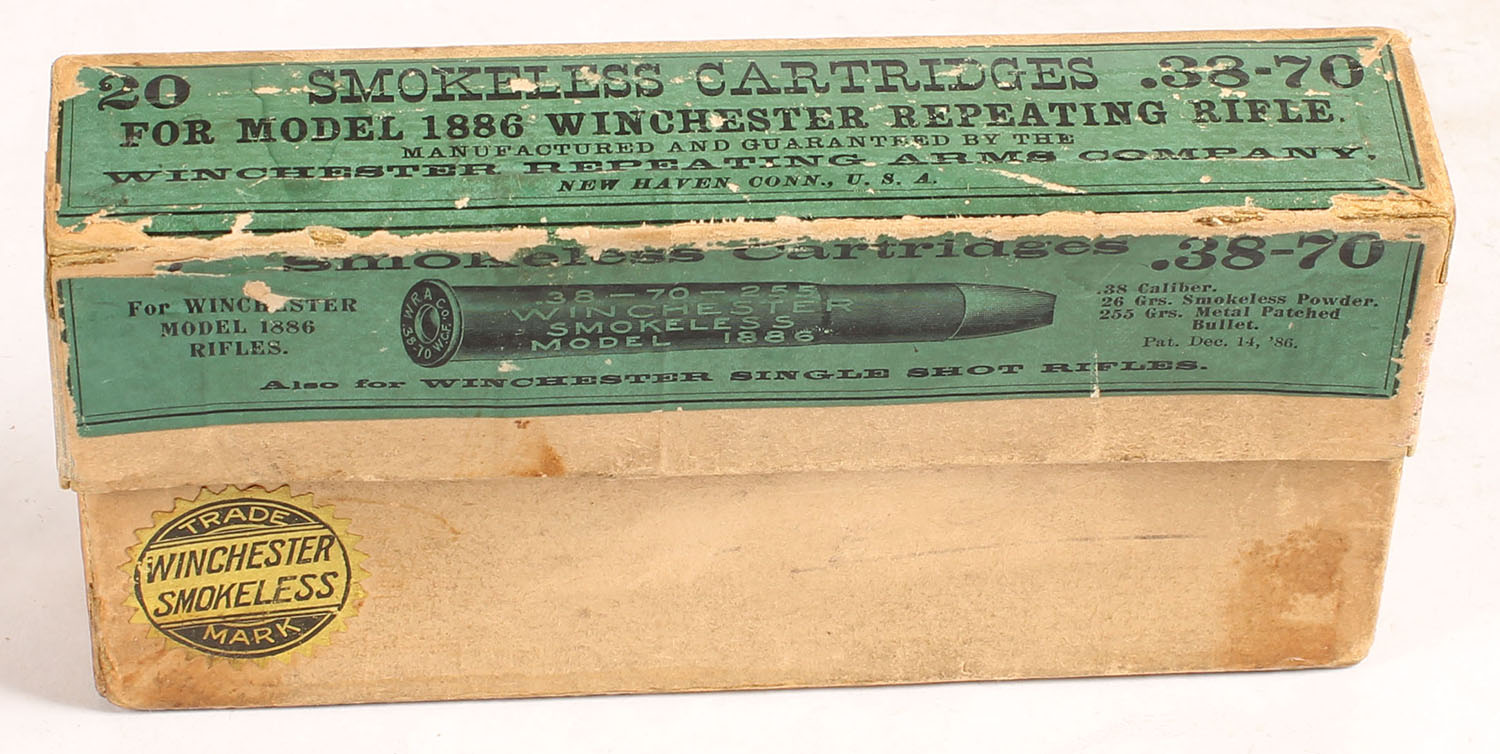 20 SMOKELESS CARTRIDGES .38-70
FOR MODEL 1886 WINCHESTER REPEATING RIFLE.
MANUFACTURED AND GUARANTEED BY THE
WINCHESTER REPEATING ARMS COMPANY,
NEW HAVEN, CONN., U. S. A.
Smokeless Cartridges .38-70
For WINCHESTER
MODEL 1886
RIFLES.
W.R.A.Co.
.38-70 W.C.F.
.38-70-255
WINCHESTER
SMOKELESS
MODEL 1886
.38 Caliber.
26 Grs. Smokeless Powder.
255 Grs. Metal Patched
Bullet.
Pat. Dec. 14, '86.
Also for WINCHESTER SINGLE SHOT RIFLES.
TRADE
WINCHESTER
SMOKELESS
MARK